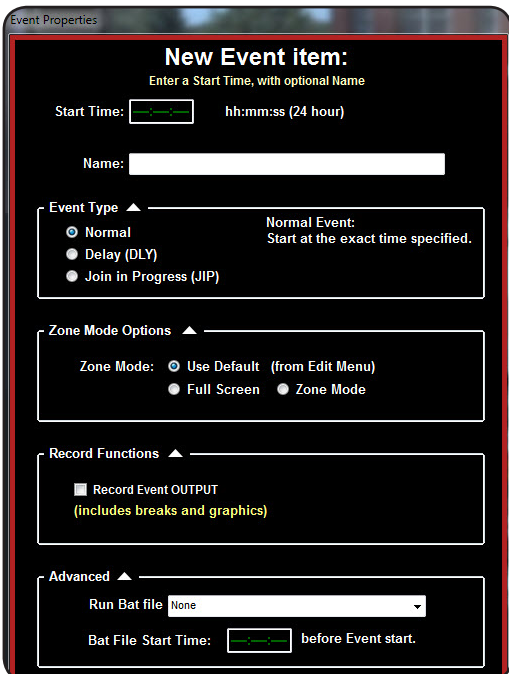 Event Properties
New Event item:
Enter a Start Time, with optional Name
Start Time: --:--:-- hh:mm:ss (24 hour)
Name:
Event Type
Normal
Normal Event:
Start at the exact time specified.
Delay (DLY)
Join in Progress (JIP)
Zone Mode Options
Zone Mode: Use Default (from Edit Menu)
Full Screen Zone Mode
Record Functions
Record Event OUTPUT
(includes breaks and graphics)
Advanced
Run Bat file None
Bat File Start Time: --:--:-- before Event start.